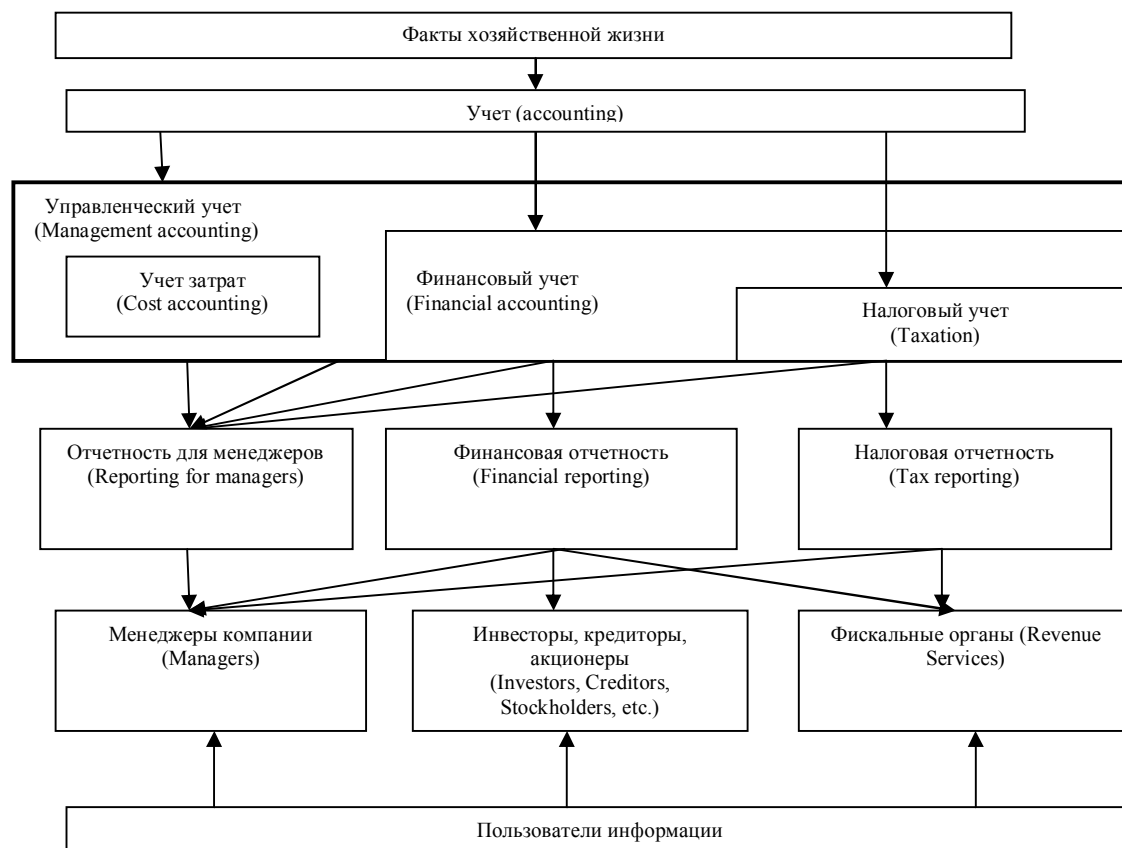 Факты хозяйственной жизни
Учет (accounting)
Управленческий учет
(Management accounting)
Учет затрат
(Cost accounting)
Финансовый учет
(Financial accounting)
Налоговый учет
(Taxation)
Отчетность для менеджеров
(Reporting for managers)
Финансовая отчетность
(Financial reporting)
Налоговая отчетность
(Tax reporting)
Менеджеры компании
(Managers)
Инвесторы, кредиторы,
акционеры
(Investors, Creditors,
Stockholders, etc.)
Фискальные органы (Revenue
Services)
Пользователи информации